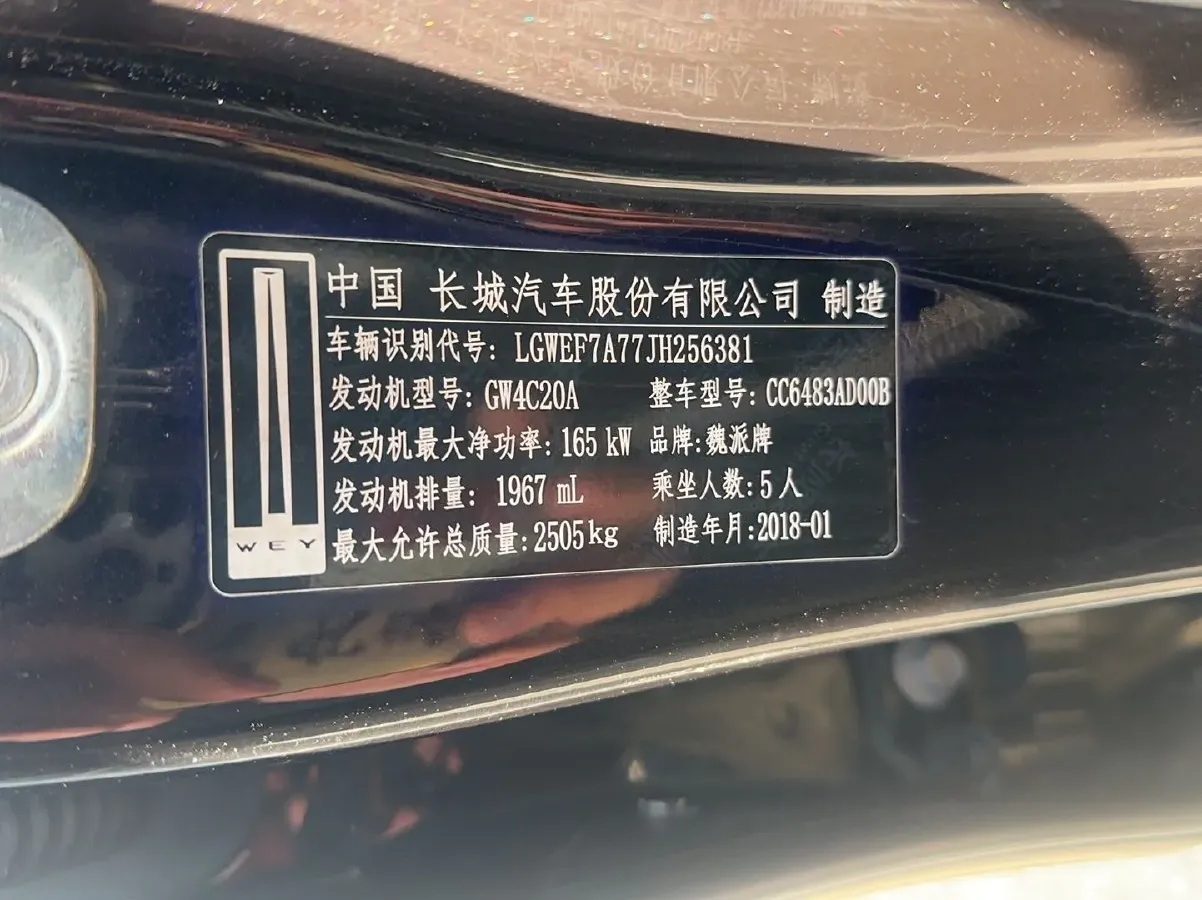 中国 长城汽车股份有限公司 制造
车辆识别代号: LGWEF7A77JH256381
发动机型号: GW4C20A 整车型号: CC6483AD00B
发动机最大净功率: 165 kW 品牌: 魏派牌
发动机排量: 1967 mL 乘坐人数: 5 人
最大允许总质量: 2505kg 制造年月: 2018-01
WEY